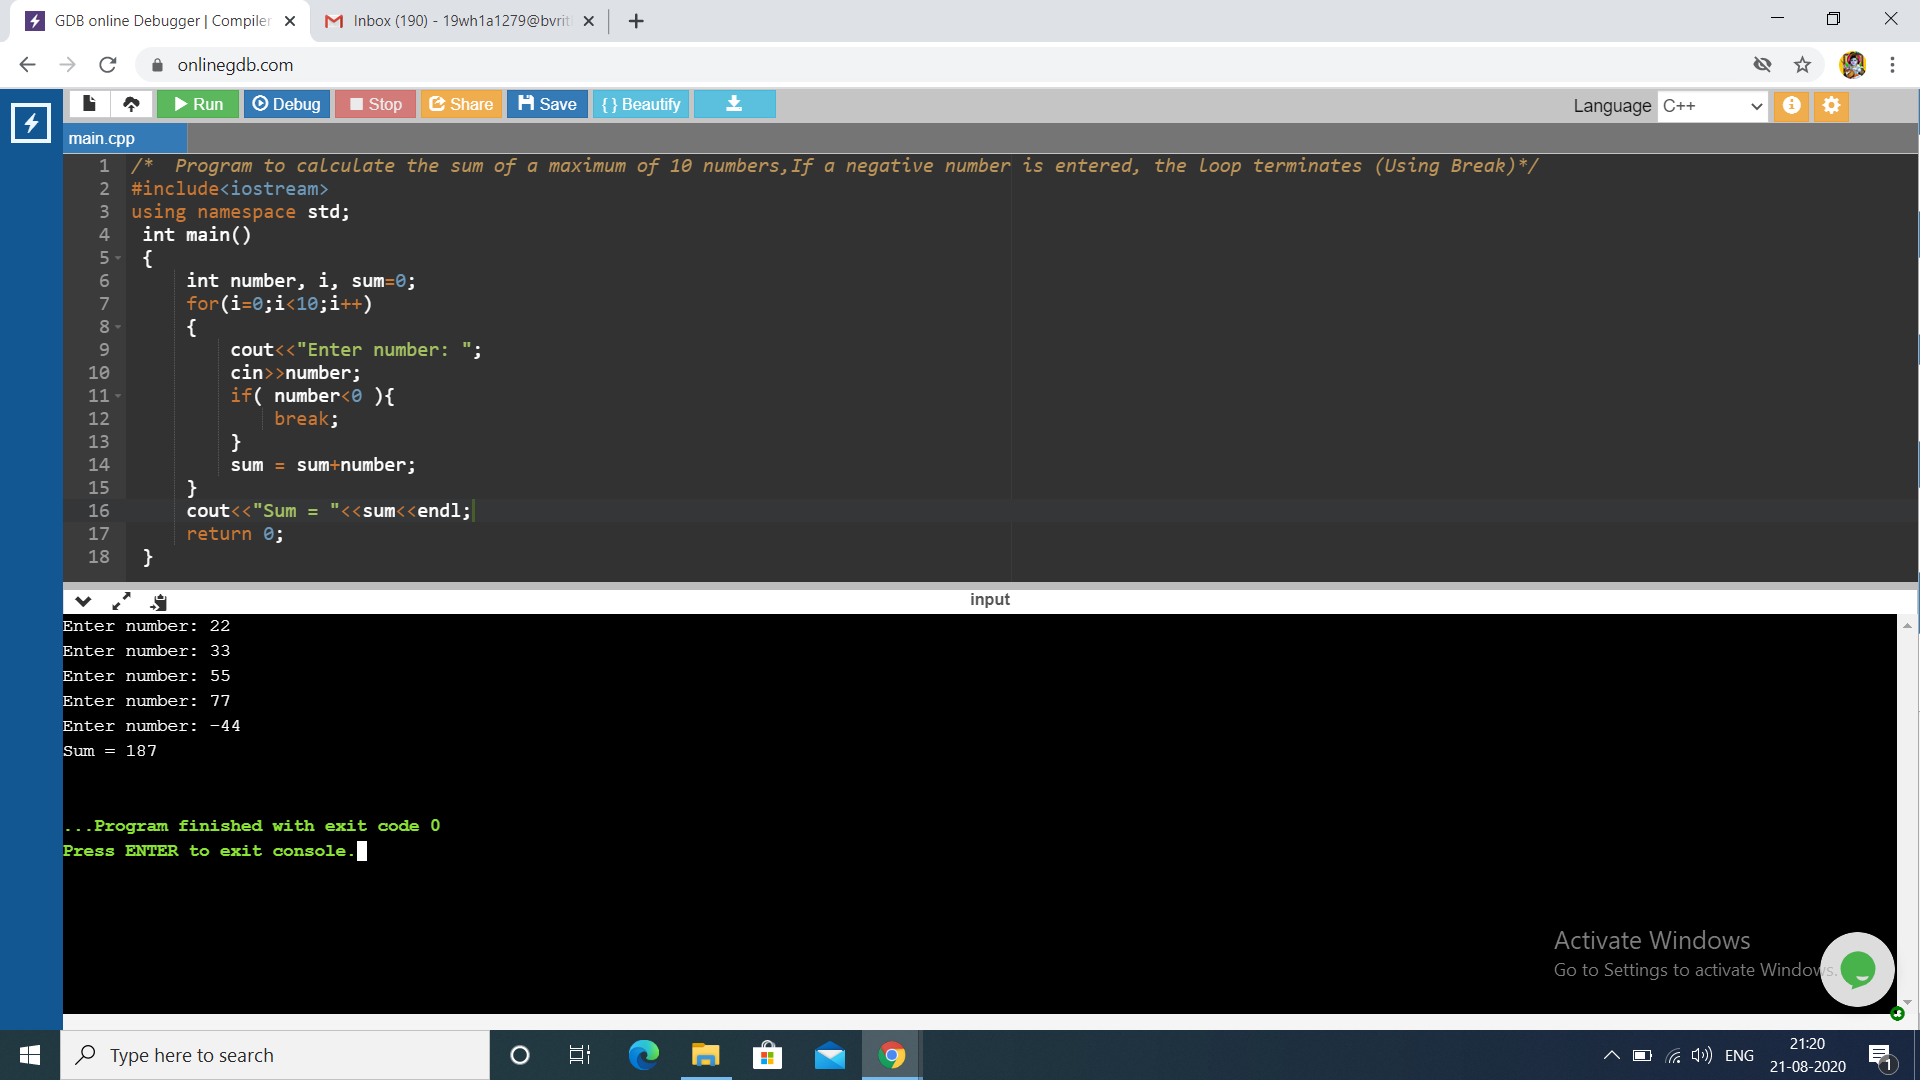 GDB online Debugger | Compiler
Inbox (190) - 19wh1a1279@bvrit
onlinegdb.com
Run Debug Stop Share Save { } Beautify
Language C++
main.cpp
1 /*  Program to calculate the sum of a maximum of 10 numbers,If a negative number is entered, the loop terminates (Using Break)*/
2 #include<iostream>
3 using namespace std;
4 int main()
5 {
6 int number, i, sum=0;
7 for(i=0;i<10;i++)
8 {
9 cout<<"Enter number: ";
10 cin>>number;
11 if( number<0 ){
12 break;
13 }
14 sum = sum+number;
15 }
16 cout<<"Sum = "<<sum<<endl;
17 return 0;
18 }
input
Enter number: 22
Enter number: 33
Enter number: 55
Enter number: 77
Enter number: -44
Sum = 187
...Program finished with exit code 0
Press ENTER to exit console.
Activate Windows
Go to Settings to activate Windows.
Type here to search
ENG
21:20
21-08-2020
1